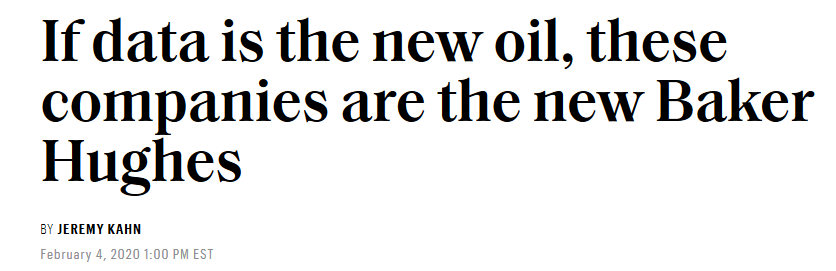 If data is the new oil, these
companies are the new Baker
Hughes
BY JEREMY KAHN
February 4, 2020 1:00 PM EST